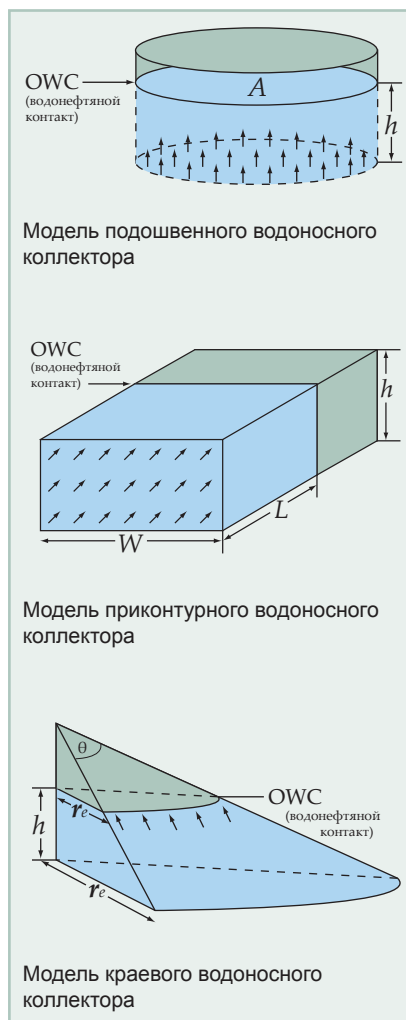 OWC
(водонефтяной
контакт)
A
h
Модель подошвенного водоносного
коллектора
OWC
(водонефтяной
контакт)
h
L
W
Модель приконтурного водоносного
коллектора
θ
OWC
(водонефтяной
контакт)
re
h
re
Модель краевого водоносного
коллектора